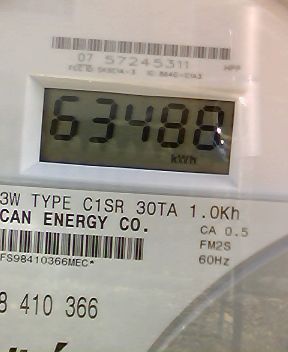 07 57245311
63488
kWh
3W TYPE C1SR 30TA 1.0Kh
CAN ENERGY CO.
CA 0.5
FM2S
FS98410366MEC*
60Hz
8 410 366